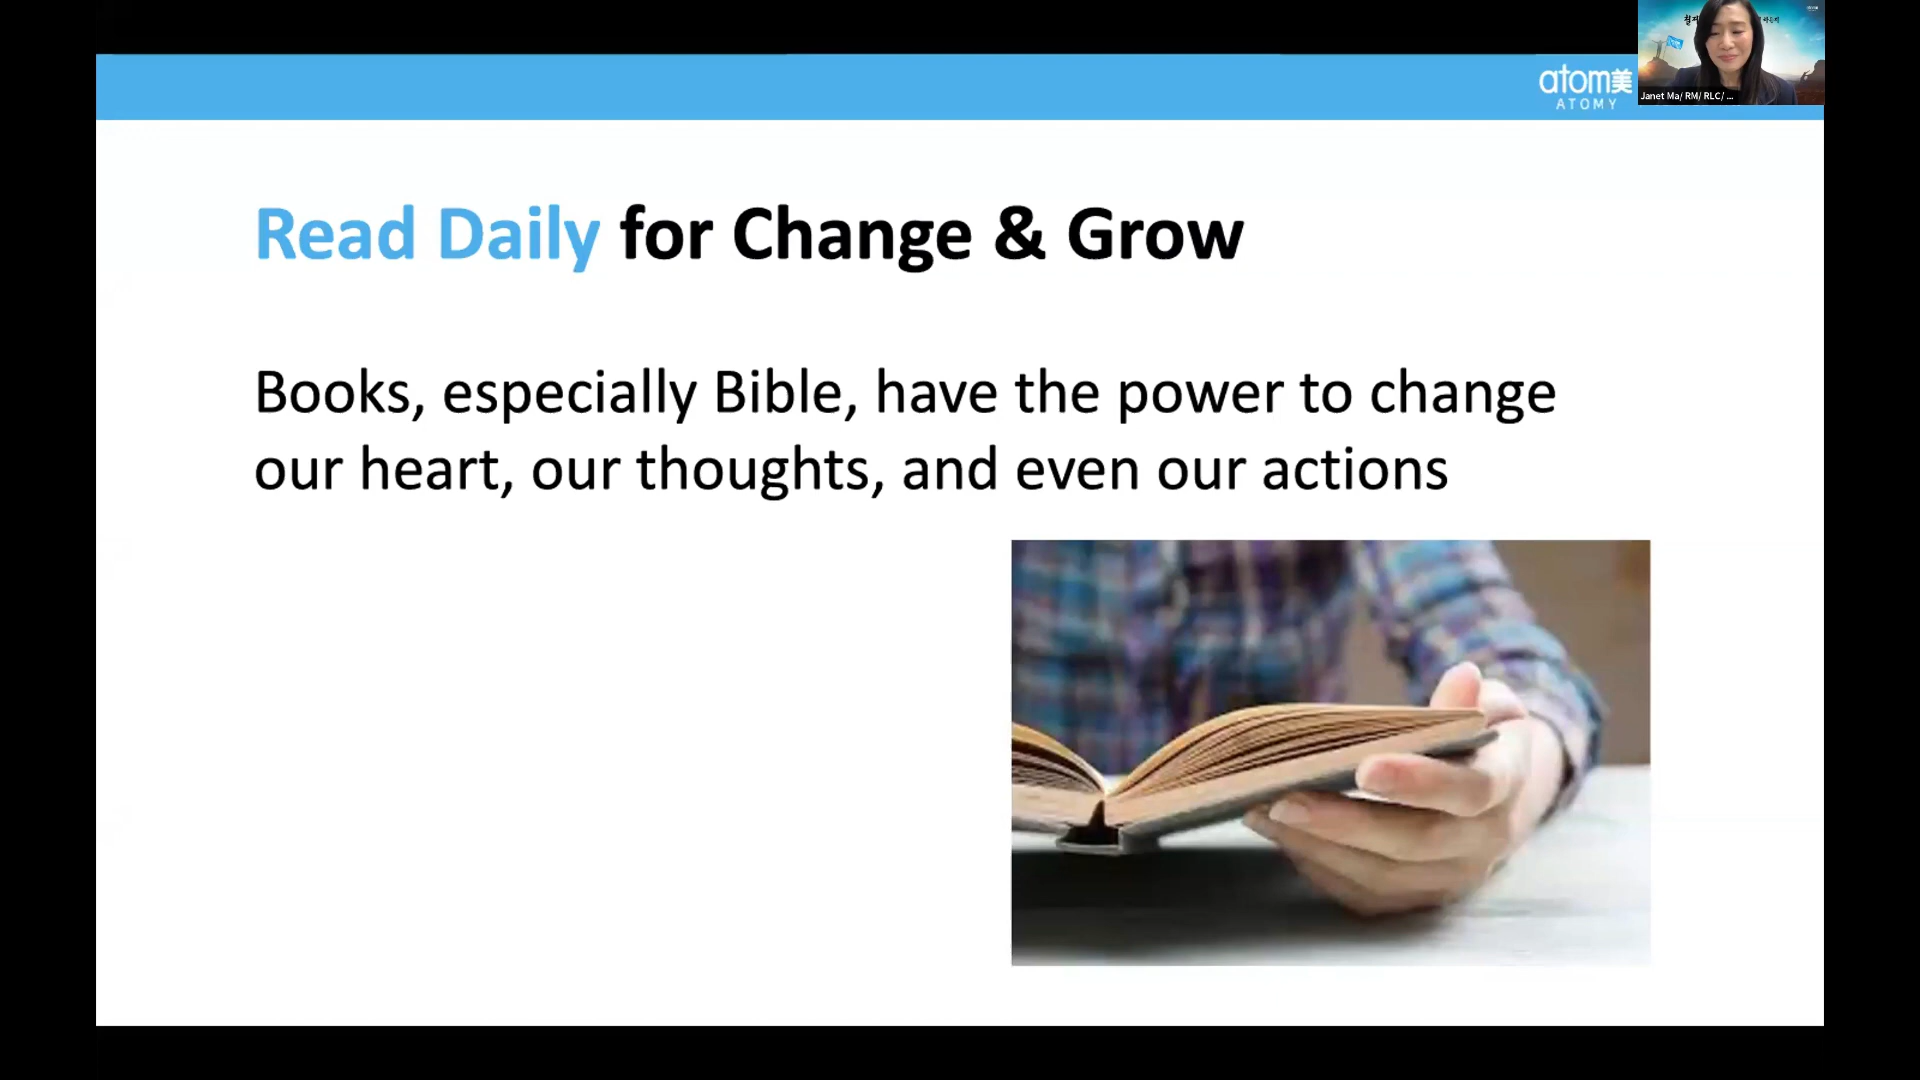 atom美
ATOMY
Janet Ma/ RM/ RLC/ ...
Read Daily for Change & Grow
Books, especially Bible, have the power to change
our heart, our thoughts, and even our actions